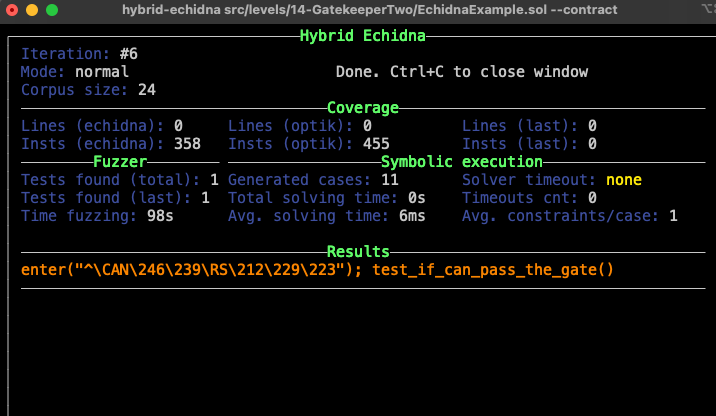 hybrid-echidna src/levels/14-GatekeeperTwo/EchidnaExample.sol --contract
Hybrid Echidna
Iteration: #6
Mode: normal Done. Ctrl+C to close window
Corpus size: 24
Coverage
Lines (echidna): 0 Lines (optik): 0 Lines (last): 0
Insts (echidna): 358 Insts (optik): 455 Insts (last): 0
Fuzzer Symbolic execution
Tests found (total): 1 Generated cases: 11 Solver timeout: none
Tests found (last): 1 Total solving time: 0s Timeouts cnt: 0
Time fuzzing: 98s Avg. solving time: 6ms Avg. constraints/case: 1
Results
enter("^\CAN\246\239\RS\212\229\223"); test_if_can_pass_the_gate()